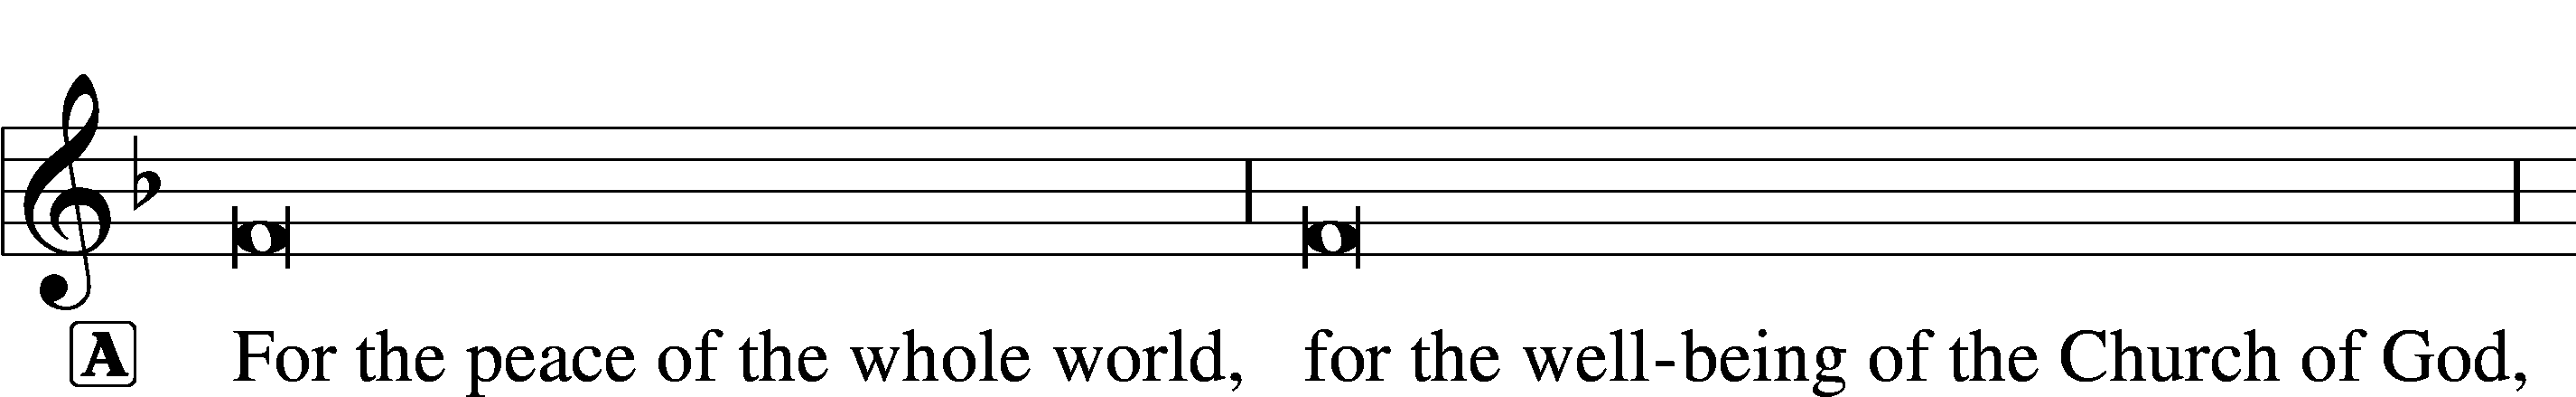 A For the peace of the whole world, for the well-being of the Church of God,